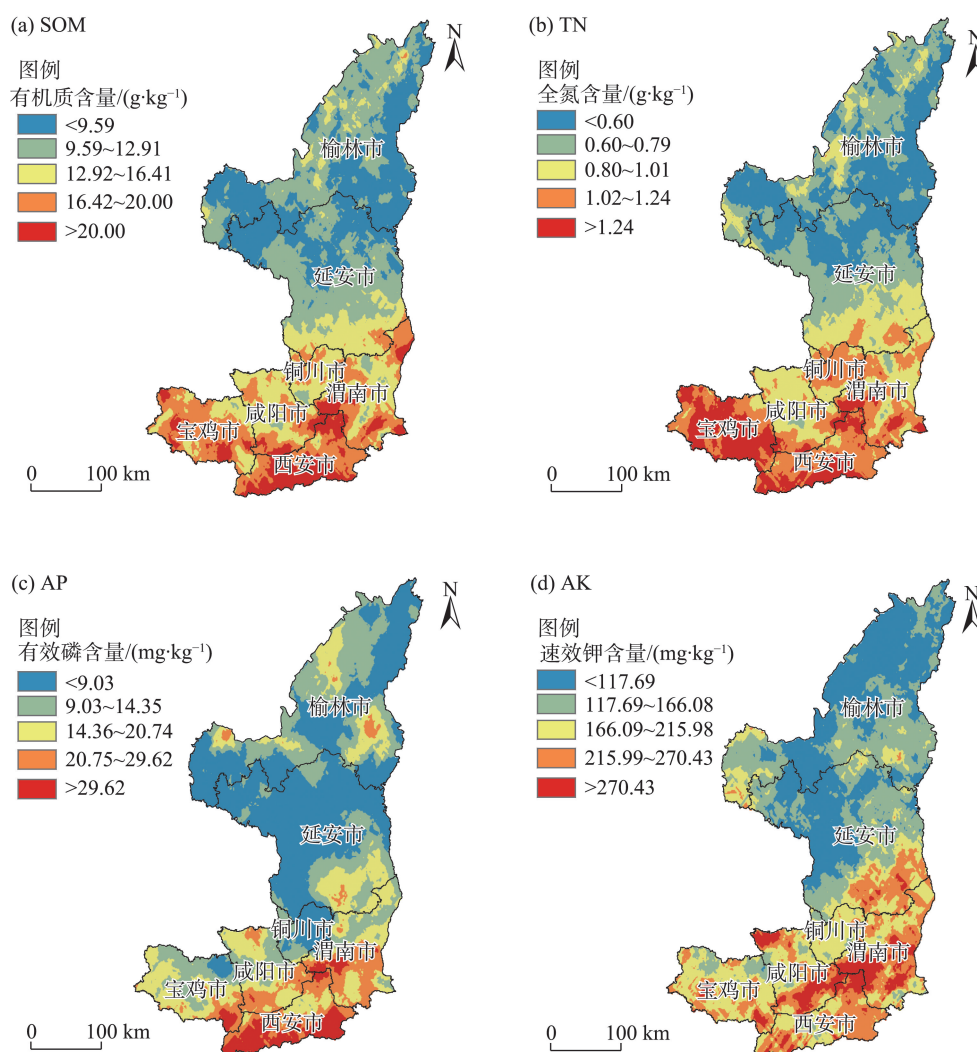 (a) SOM
N
图例
有机质含量/(g·kg⁻¹)
<9.59
9.59~12.91
12.92~16.41
16.42~20.00
>20.00
榆林市
延安市
铜川市
渭南市
咸阳市
宝鸡市
西安市
0 100 km
(b) TN
N
图例
全氮含量/(g·kg⁻¹)
<0.60
0.60~0.79
0.80~1.01
1.02~1.24
>1.24
榆林市
延安市
铜川市
渭南市
咸阳市
宝鸡市
西安市
0 100 km
(c) AP
N
图例
有效磷含量/(mg·kg⁻¹)
<9.03
9.03~14.35
14.36~20.74
20.75~29.62
>29.62
榆林市
延安市
铜川市
渭南市
咸阳市
宝鸡市
西安市
0 100 km
(d) AK
N
图例
速效钾含量/(mg·kg⁻¹)
<117.69
117.69~166.08
166.09~215.98
215.99~270.43
>270.43
榆林市
延安市
铜川市
渭南市
咸阳市
宝鸡市
西安市
0 100 km